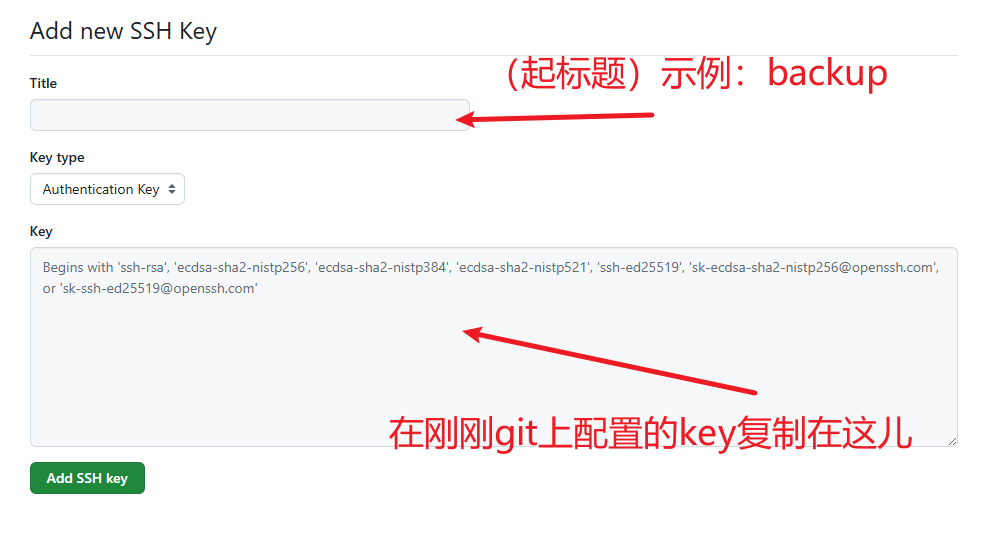 Add new SSH Key
（起标题）示例：backup
Title
Key type
Authentication Key
Key
Begins with 'ssh-rsa', 'ecdsa-sha2-nistp256', 'ecdsa-sha2-nistp384', 'ecdsa-sha2-nistp521', 'ssh-ed25519', 'sk-ecdsa-sha2-nistp256@openssh.com',
or 'sk-ssh-ed25519@openssh.com'
在刚刚git上配置的key复制在这儿
Add SSH key